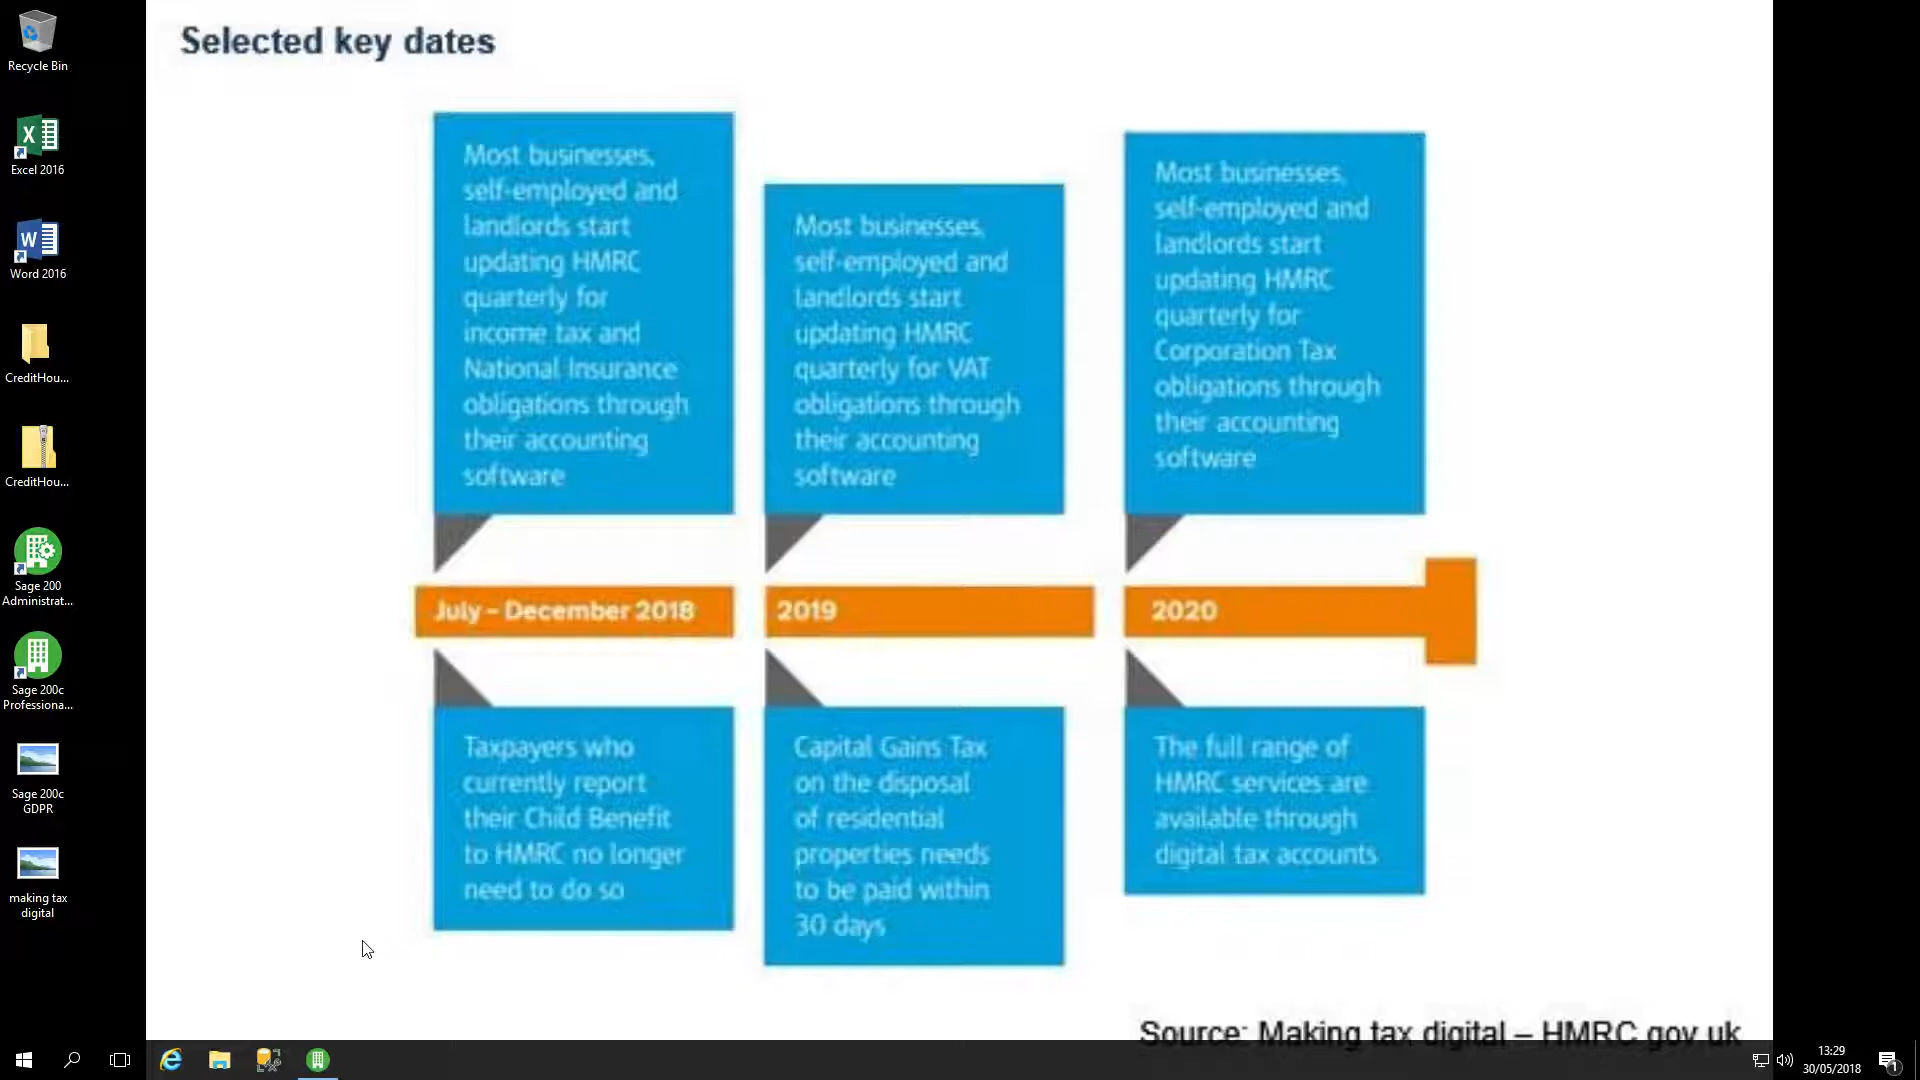 Recycle Bin
Excel 2016
Word 2016
CreditHou...
CreditHou...
Sage 200
Administrat...
Sage 200c
Professiona...
Sage 200c
GDPR
making tax
digital
Selected key dates
Most businesses,
self-employed and
landlords start
updating HMRC
quarterly for
income tax and
National Insurance
obligations through
their accounting
software
Most businesses,
self-employed and
landlords start
updating HMRC
quarterly for VAT
obligations through
their accounting
software
Most businesses,
self-employed and
landlords start
updating HMRC
quarterly for
Corporation Tax
obligations through
their accounting
software
July – December 2018
2019
2020
Taxpayers who
currently report
their Child Benefit
to HMRC no longer
need to do so
Capital Gains Tax
on the disposal
of residential
properties needs
to be paid within
30 days
The full range of
HMRC services are
available through
digital tax accounts
Source: Making tax digital – HMRC gov uk
13:29
30/05/2018
1